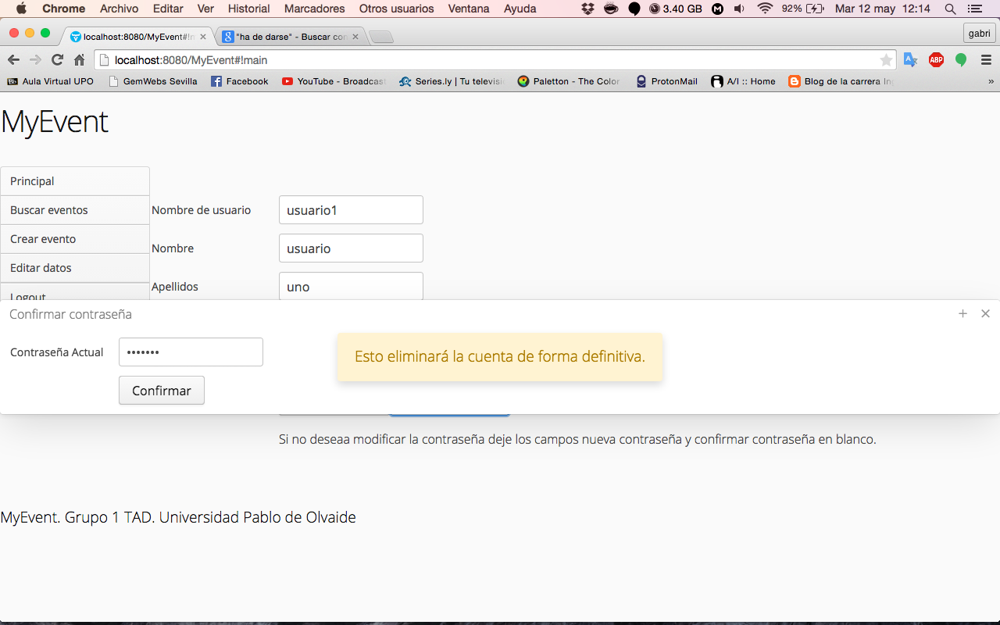 Chrome Archivo Editar Ver Historial Marcadores Otros usuarios Ventana Ayuda 3.40 GB 92% Mar 12 may 12:14
localhost:8080/MyEvent#!m "ha de darse" - Buscar con gabri
localhost:8080/MyEvent#!main ABP
Aula Virtual UPO GemWebs Sevilla Facebook YouTube - Broadcast Series.ly | Tu televisi Paletton - The Color ProtonMail A/I :: Home Blog de la carrera In »
MyEvent
Principal
Buscar eventos
Crear evento
Editar datos
Logout
Nombre de usuario usuario1
Nombre usuario
Apellidos uno
Confirmar contraseña
Contraseña Actual •••••••
Esto eliminará la cuenta de forma definitiva.
Confirmar
Si no deseaa modificar la contraseña deje los campos nueva contraseña y confirmar contraseña en blanco.
MyEvent. Grupo 1 TAD. Universidad Pablo de Olvaide